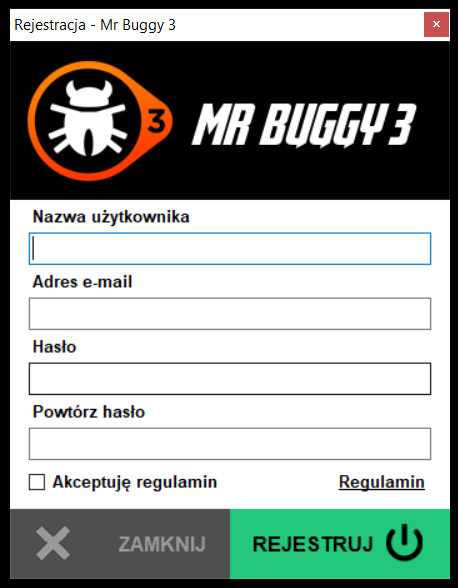 Rejestracja - Mr Buggy 3
3
MR BUGGY 3
Nazwa użytkownika
Adres e-mail
Hasło
Powtórz hasło
Akceptuję regulamin Regulamin
ZAMKNIJ REJESTRUJ